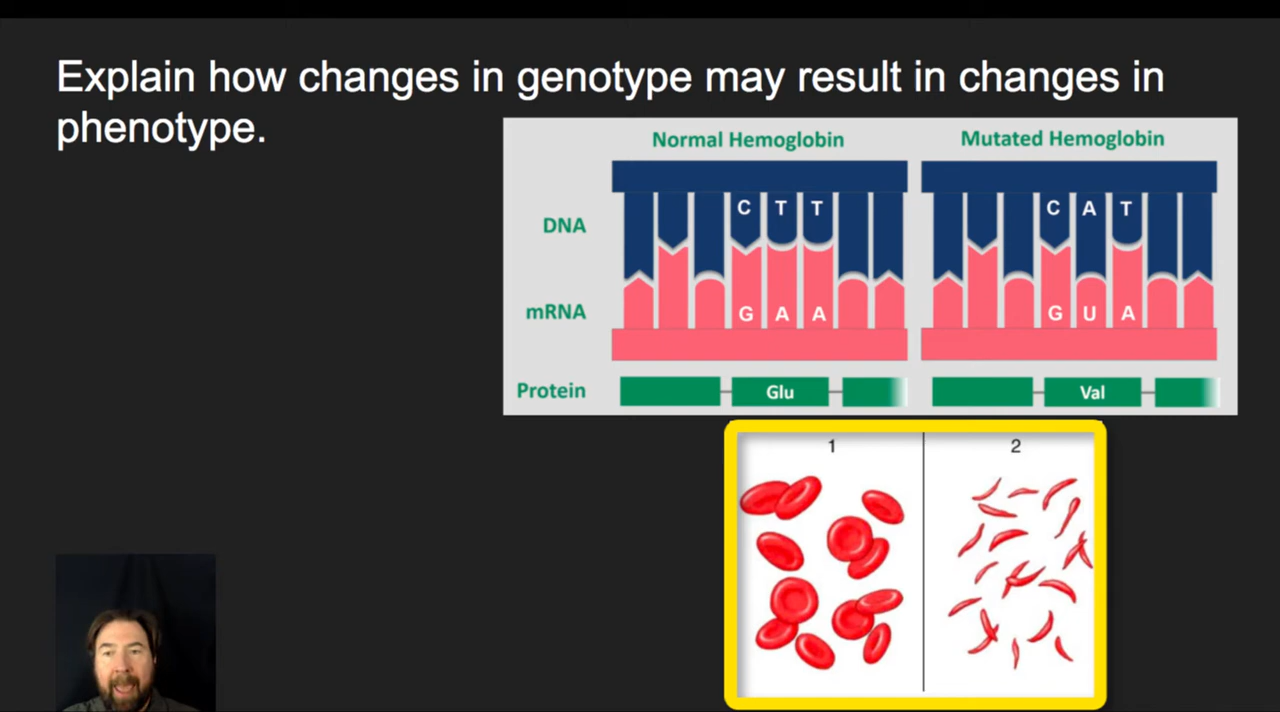 Explain how changes in genotype may result in changes in
phenotype.
Normal Hemoglobin Mutated Hemoglobin
DNA C T T C A T
mRNA G A A G U A
Protein Glu Val
1 2